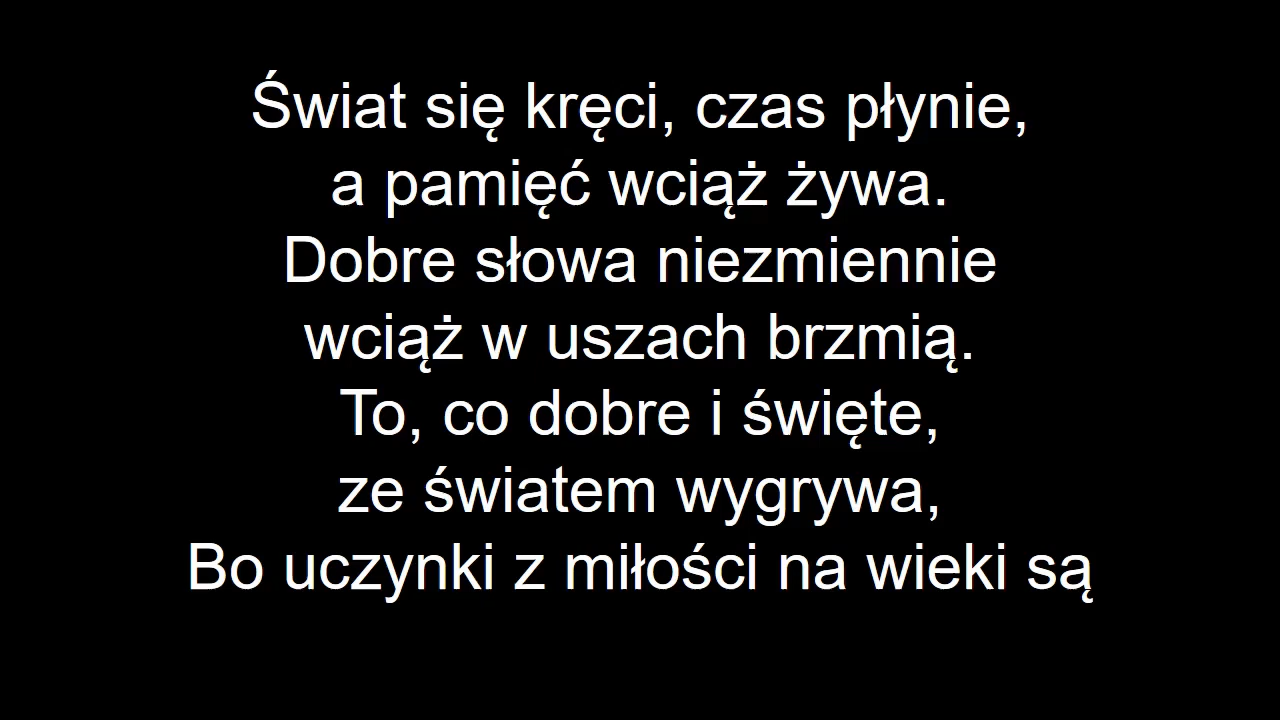 Świat się kręci, czas płynie,
a pamięć wciąż żywa.
Dobre słowa niezmiennie
wciąż w uszach brzmią.
To, co dobre i święte,
ze światem wygrywa,
Bo uczynki z miłości na wieki są